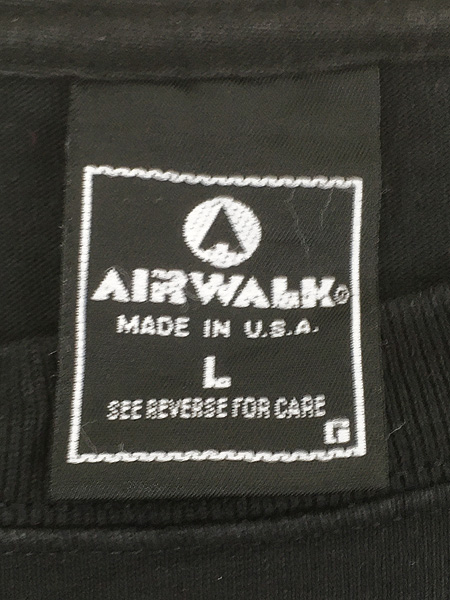 AIRWALK®
MADE IN U.S.A.
L
SEE REVERSE FOR CARE
G